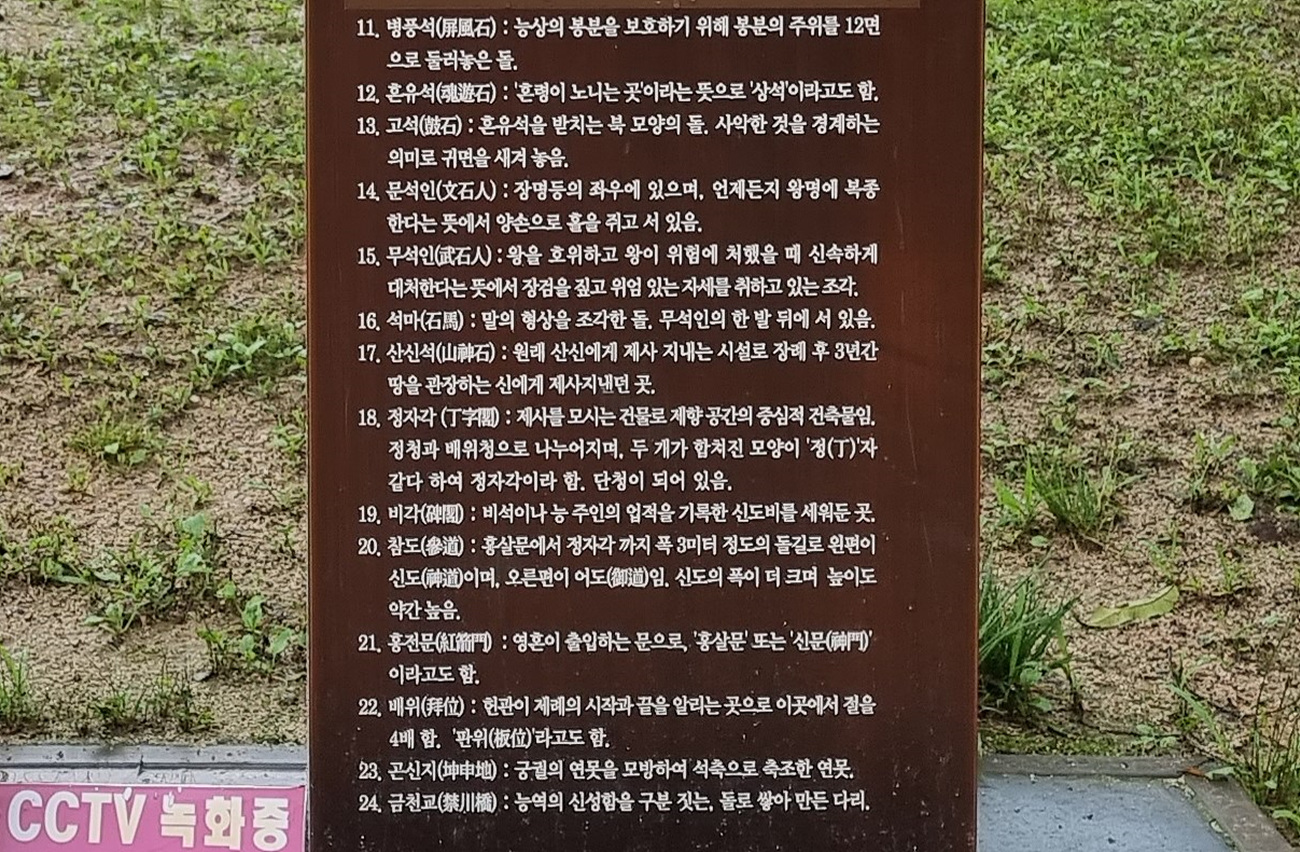 11. 병풍석(屛風石) : 능상의 봉분을 보호하기 위해 봉분의 주위를 12면
으로 둘러놓은 돌.
12. 혼유석(魂遊石) : '혼령이 노니는 곳'이라는 뜻으로 '상석'이라고도 함.
13. 고석(鼓石) : 혼유석을 받치는 북 모양의 돌. 사악한 것을 경계하는
의미로 귀면을 새겨 놓음.
14. 문석인(文石人) : 장명등의 좌우에 있으며, 언제든지 왕명에 복종
한다는 뜻에서 양손으로 홀을 쥐고 서 있음.
15. 무석인(武石人) : 왕을 호위하고 왕이 위험에 처했을 때 신속하게
대처한다는 뜻에서 장검을 짚고 위엄 있는 자세를 취하고 있는 조각.
16. 석마(石馬) : 말의 형상을 조각한 돌. 무석인의 한 발 뒤에 서 있음.
17. 산신석(山神石) : 원래 산신에게 제사 지내는 시설로 장례 후 3년간
땅을 관장하는 신에게 제사지낸던 곳.
18. 정자각 (丁字閣) : 제사를 모시는 건물로 제향 공간의 중심적 건축물임.
정청과 배위청으로 나누어지며, 두 개가 합쳐진 모양이 '정(丁)'자
같다 하여 정자각이라 함. 단청이 되어 있음.
19. 비각(碑閣) : 비석이나 능 주인의 업적을 기록한 신도비를 세워둔 곳.
20. 참도(參道) : 홍살문에서 정자각 까지 폭 3미터 정도의 돌길로 왼편이
신도(神道)이며, 오른편이 어도(御道)임. 신도의 폭이 더 크며 높이도
약간 높음.
21. 홍전문(紅箭門) : 영혼이 출입하는 문으로, '홍살문' 또는 '신문(神門)'
이라고도 함.
22. 배위(拜位) : 헌관이 제례의 시작과 끝을 알리는 곳으로 이곳에서 절을
4배 함. '판위(板位)'라고도 함.
23. 곤신지(坤申地) : 궁궐의 연못을 모방하여 석축으로 축조한 연못.
24. 금천교(禁川橋) : 능역의 신성함을 구분 짓는, 돌로 쌓아 만든 다리.
CCTV 녹화중